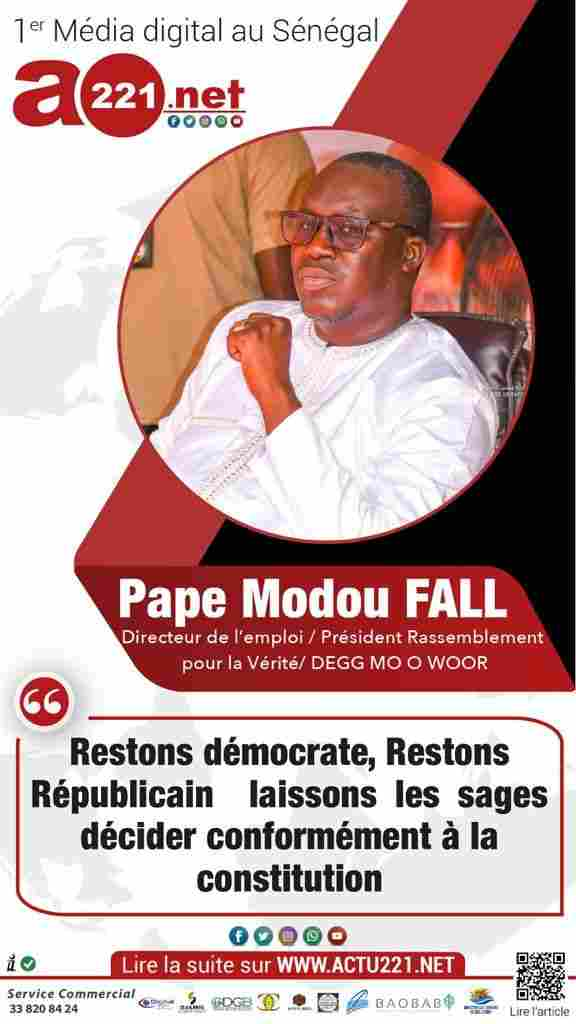 1er Média digital au Sénégal
a221.net
Pape Modou FALL
Directeur de l'emploi / Président Rassemblement
pour la Vérité/ DEGG MO O WOOR
Restons démocrate, Restons
Républicain laissons les sages
décider conformément à la
constitution
Lire la suite sur WWW.ACTU221.NET
Service Commercial
33 820 84 24
BAOBAB
Lire l'article